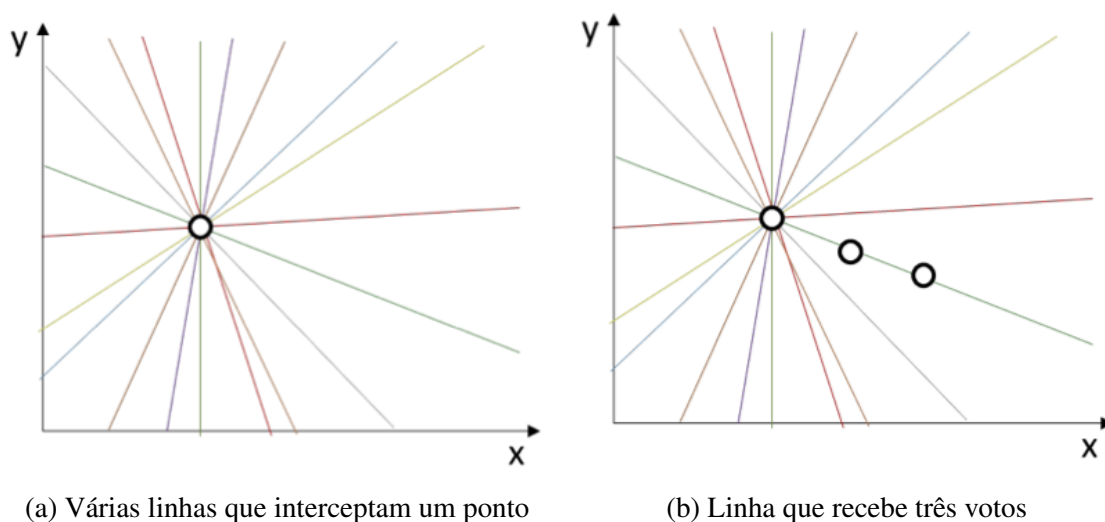 y
x
(a) Várias linhas que interceptam um ponto
y
x
(b) Linha que recebe três votos